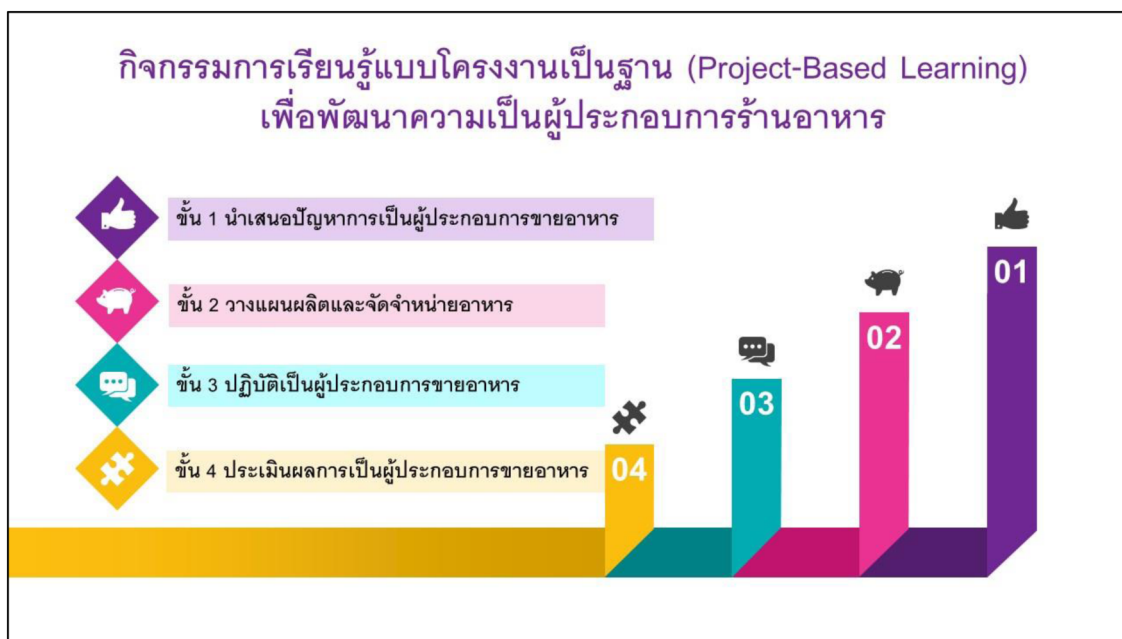 กิจกรรมการเรียนรู้แบบโครงงานเป็นฐาน (Project-Based Learning)
เพื่อพัฒนาความเป็นผู้ประกอบการร้านอาหาร
ขั้น 1 นำเสนอปัญหาการเป็นผู้ประกอบการขายอาหาร
ขั้น 2 วางแผนผลิตและจัดจำหน่ายอาหาร
ขั้น 3 ปฏิบัติเป็นผู้ประกอบการขายอาหาร
ขั้น 4 ประเมินผลการเป็นผู้ประกอบการขายอาหาร
04
03
02
01